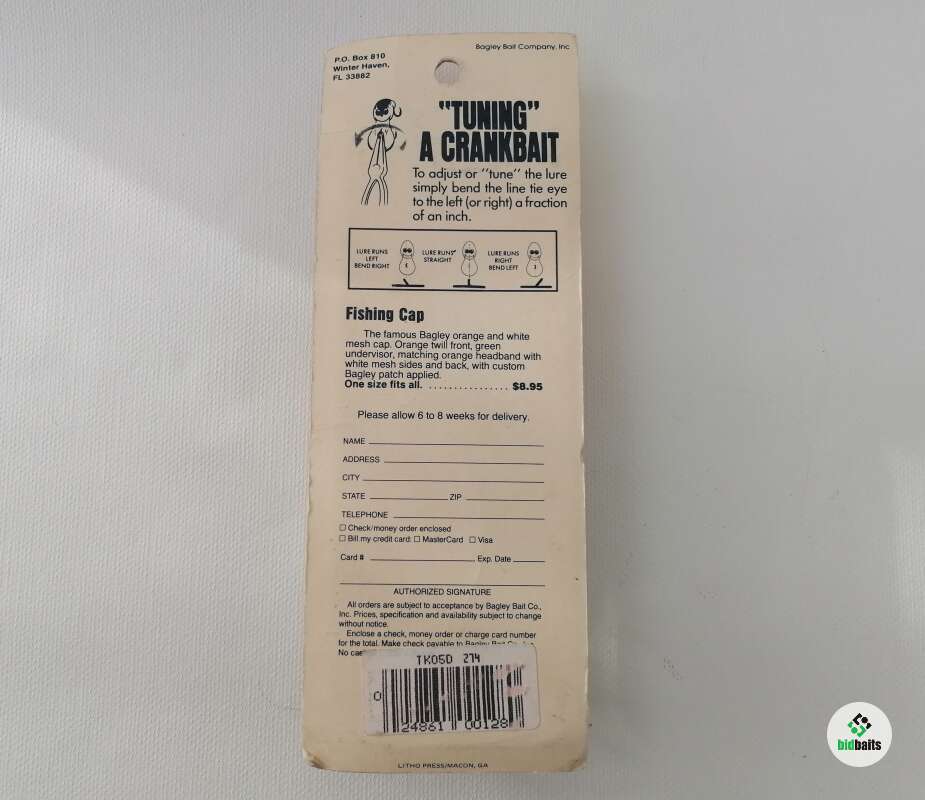 Bagley Bait Company, Inc
P.O. Box 810
Winter Haven,
FL 33882
"TUNING"
A CRANKBAIT
To adjust or "tune" the lure
simply bend the line tie eye
to the left (or right) a fraction
of an inch.
LURE RUNS
LEFT
BEND RIGHT
LURE RUNS
STRAIGHT
LURE RUNS
RIGHT
BEND LEFT
Fishing Cap
The famous Bagley orange and white
mesh cap. Orange twill front, green
undervisor, matching orange headband with
white mesh sides and back, with custom
Bagley patch applied.
One size fits all. ................ $8.95
Please allow 6 to 8 weeks for delivery.
NAME
ADDRESS
CITY
STATE ZIP
TELEPHONE
☐ Check/money order enclosed
☐ Bill my credit card: ☐ MasterCard ☐ Visa
Card # Exp. Date
AUTHORIZED SIGNATURE
All orders are subject to acceptance by Bagley Bait Co.,
Inc. Prices, specification and availability subject to change
without notice.
Enclose a check, money order or charge card number
for the total. Make check payable to Bagley Bait Co.
No
TK05D 274
0 24861 00128
LITHO PRESS/MACON, GA
bidbaits